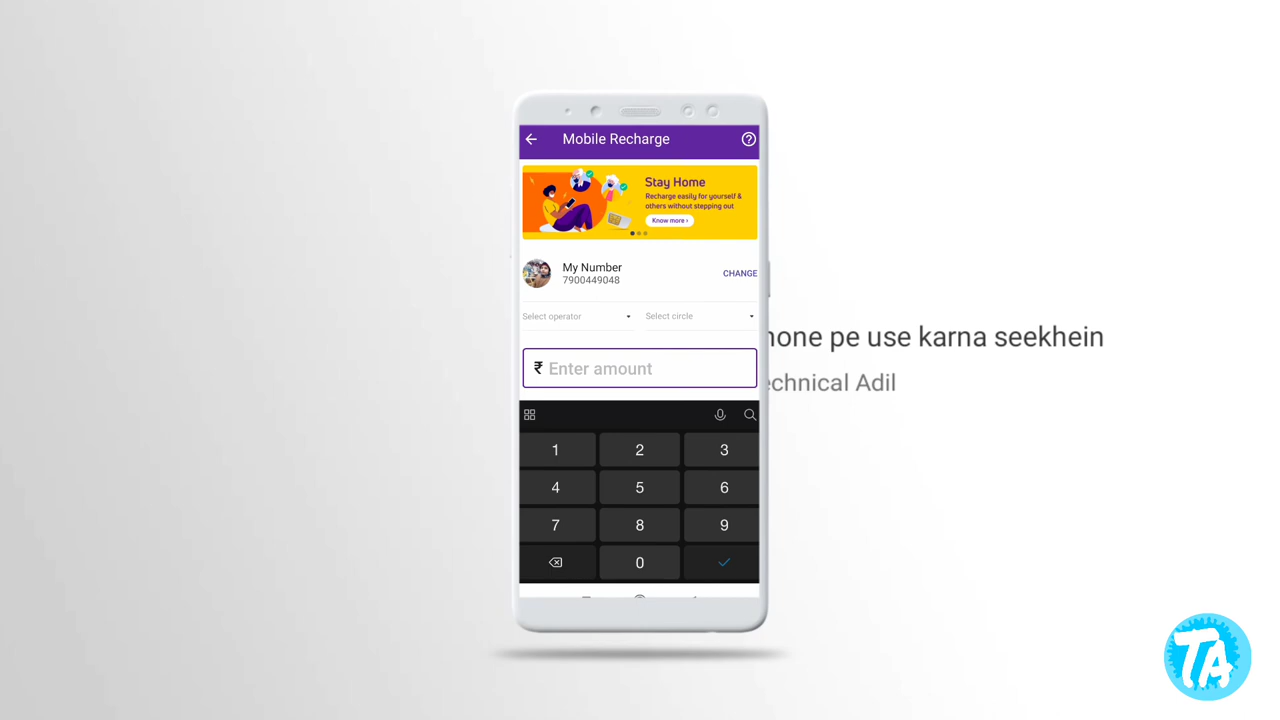 Mobile Recharge
Stay Home
Recharge easily for yourself &
others without stepping out
Know more ›
My Number
7900449048
CHANGE
Select operator
Select circle
hone pe use karna seekhein
echnical Adil
₹ Enter amount
1 2 3
4 5 6
7 8 9
0
TA